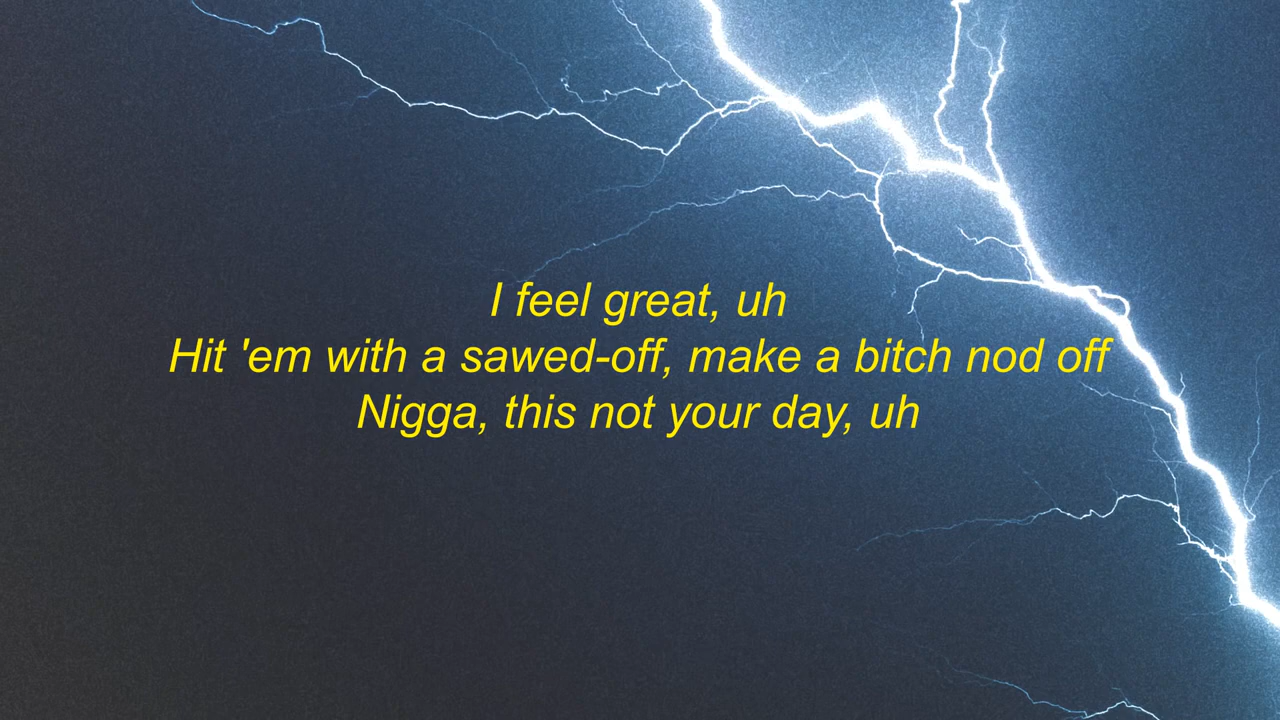 I feel great, uh
Hit 'em with a sawed-off, make a bitch nod off
Nigga, this not your day, uh